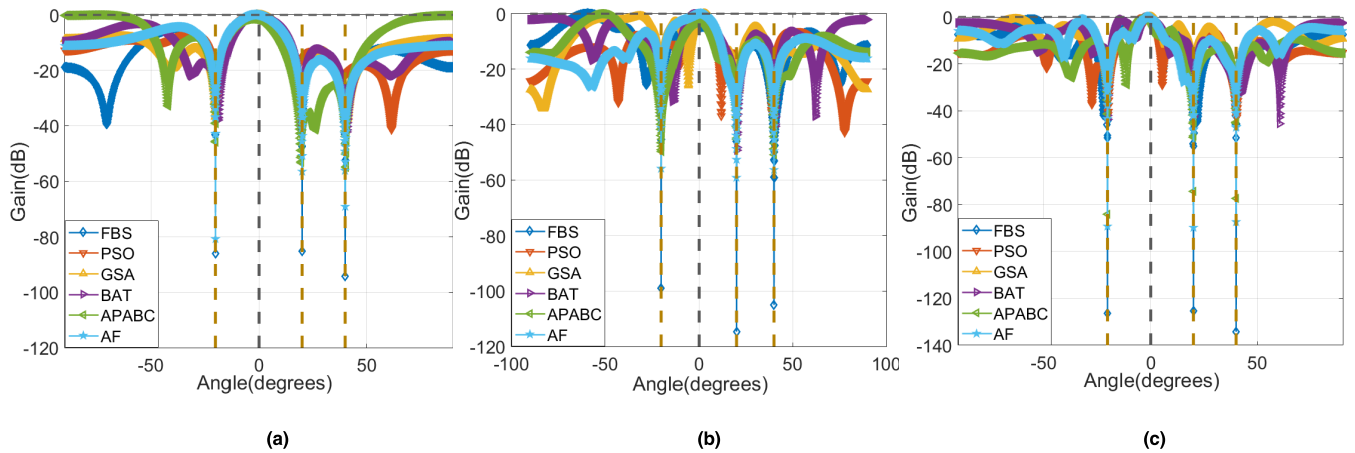 0
-20
-40
-60
-80
-100
-120
Gain(dB)
-50
0
50
Angle(degrees)
FBS
PSO
GSA
BAT
APABC
AF
(a)
0
-20
-40
-60
-80
-100
-120
Gain(dB)
-100
-50
0
50
100
Angle(degrees)
FBS
PSO
GSA
BAT
APABC
AF
(b)
0
-20
-40
-60
-80
-100
-120
-140
Gain(dB)
-50
0
50
Angle(degrees)
FBS
PSO
GSA
BAT
APABC
AF
(c)